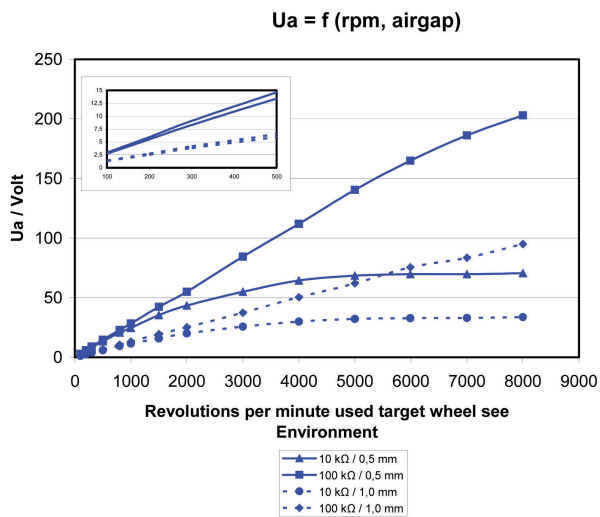 Ua = f (rpm, airgap)
250
200
150
100
50
0
Ua / Volt
15
12,5
10
7,5
5
2,5
0
100 200 300 400 500
0 1000 2000 3000 4000 5000 6000 7000 8000 9000
Revolutions per minute used target wheel see
Environment
10 kΩ / 0,5 mm
100 kΩ / 0,5 mm
10 kΩ / 1,0 mm
100 kΩ / 1,0 mm